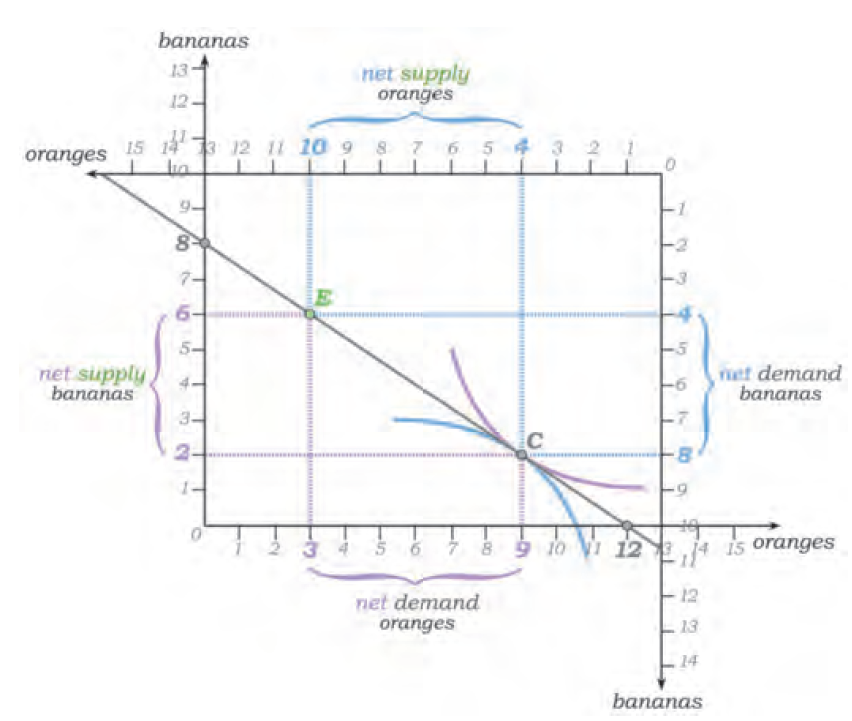 bananas
13
net supply
oranges
12
11
oranges 15 14 13 12 11 10 9 8 7 6 5 4 3 2 1 0
10
9 1
8 2
7 3
E
6 4
5 5
net supply
bananas
net demand
bananas
4 6
3 7
C
2 8
1 9
0 10
1 2 3 4 5 6 7 8 9 10 11 12 13 14 15 oranges
11
net demand
oranges
12
13
14
bananas